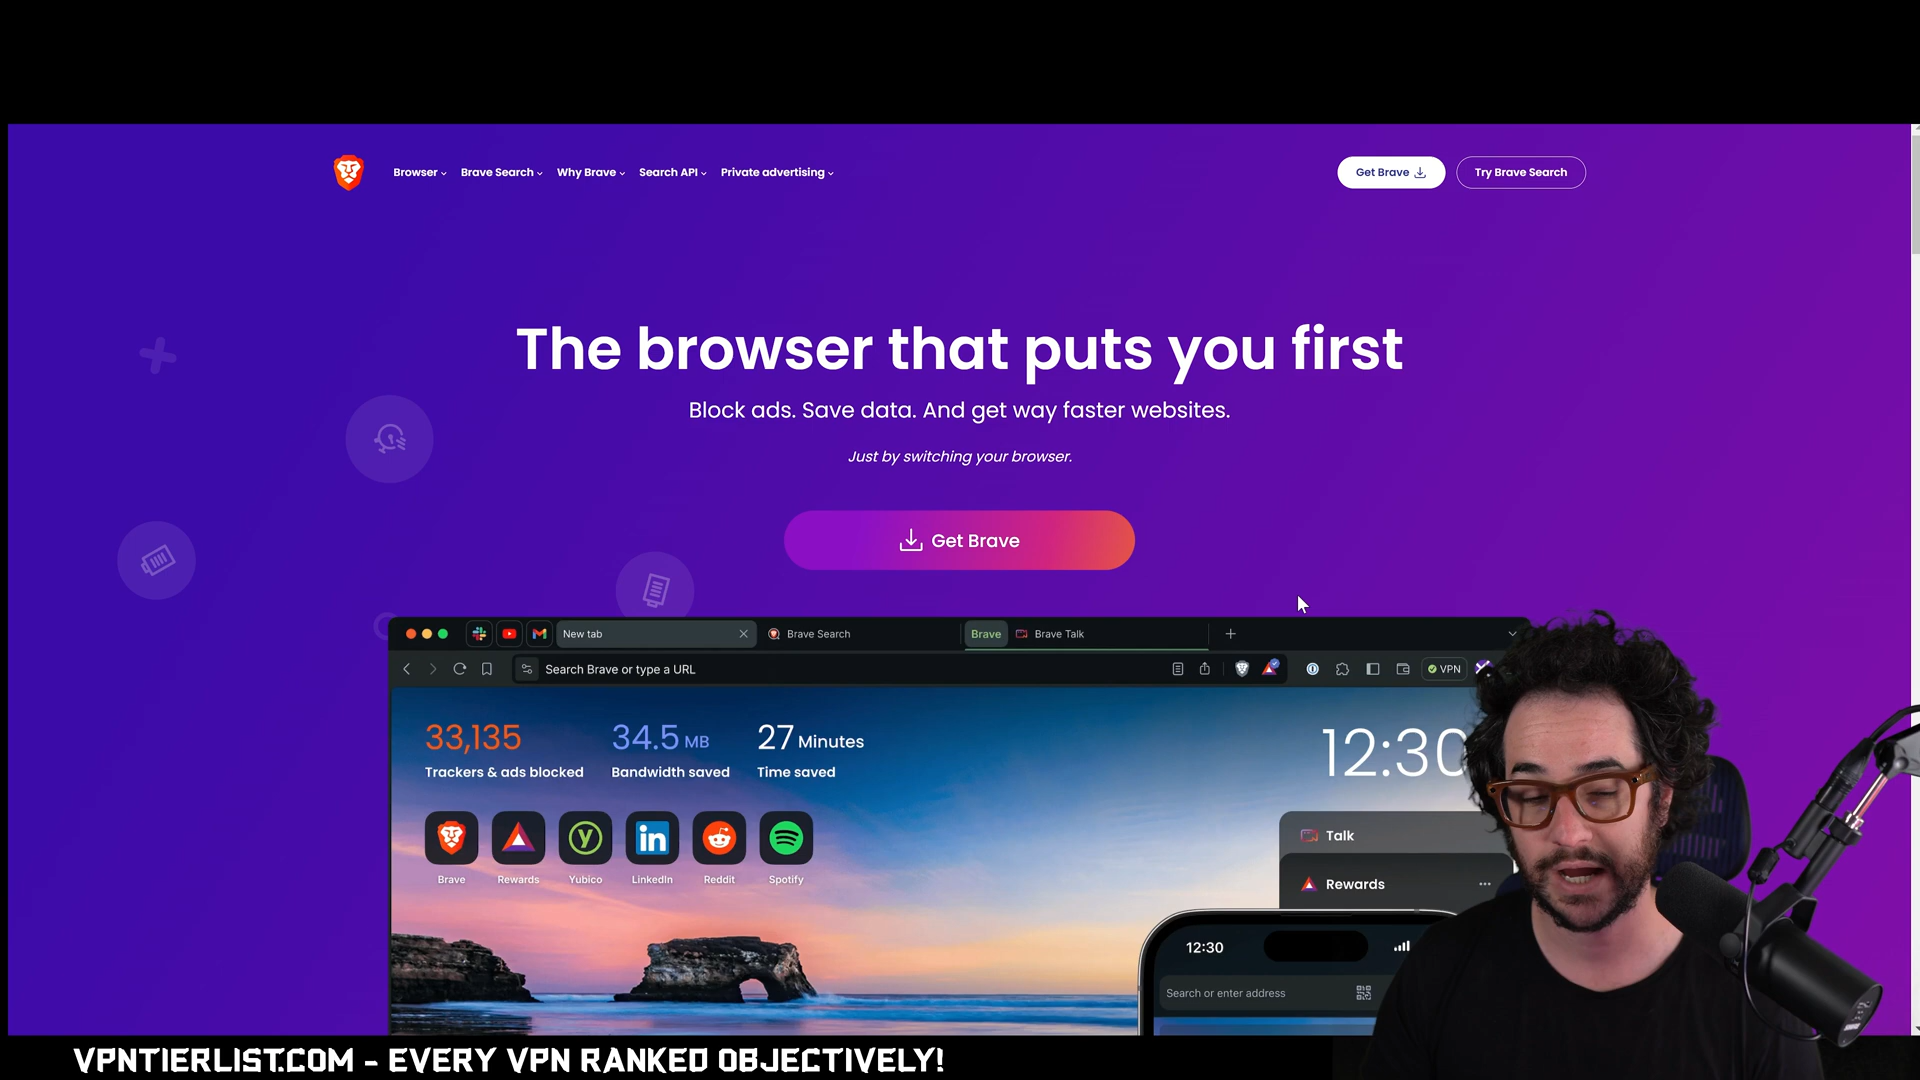 Browser
Brave Search
Why Brave
Search API
Private advertising
Get Brave
Try Brave Search
The browser that puts you first
Block ads. Save data. And get way faster websites.
Just by switching your browser.
Get Brave
New tab
Brave Search
Brave
Brave Talk
Search Brave or type a URL
VPN
33,135
Trackers & ads blocked
34.5 MB
Bandwidth saved
27 Minutes
Time saved
12:30
Brave
Rewards
Yubico
LinkedIn
Reddit
Spotify
Talk
Rewards
12:30
Search or enter address
VPNTIERLIST.COM - EVERY VPN RANKED OBJECTIVELY!